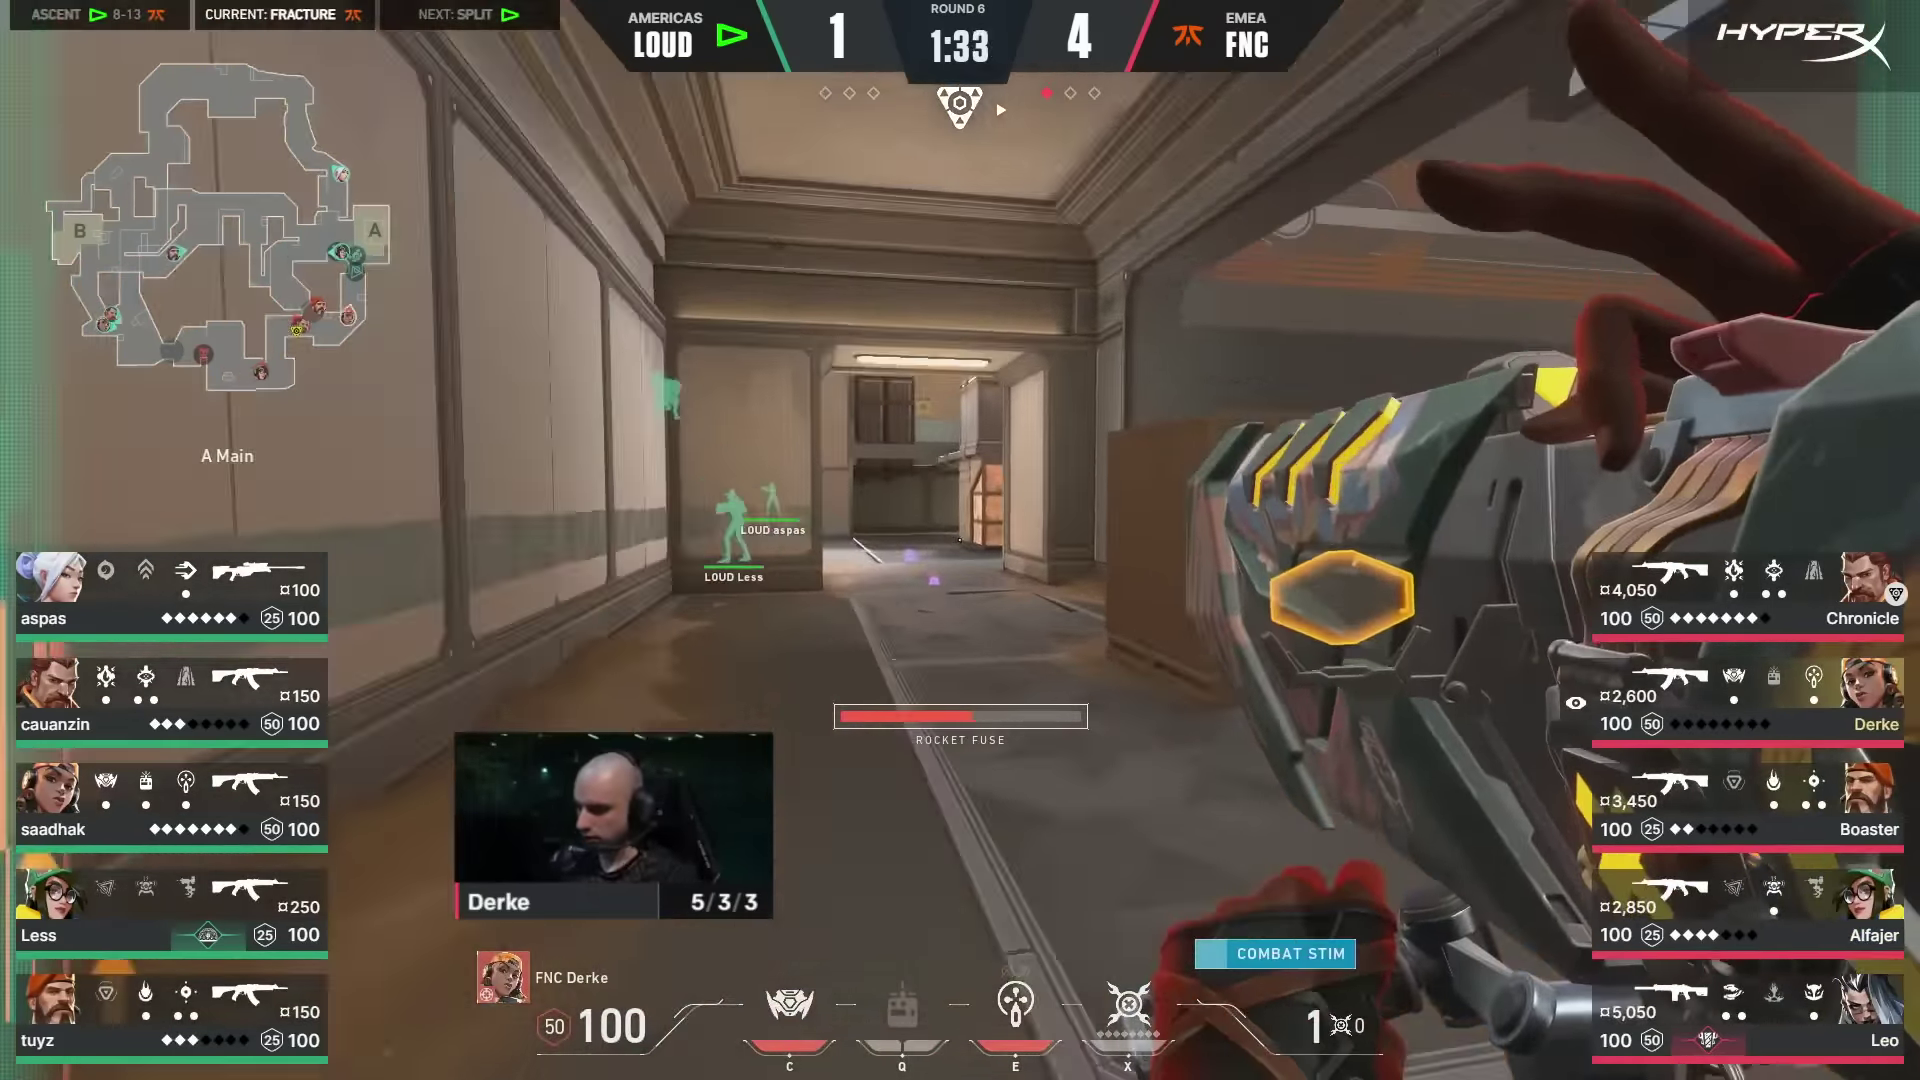 ASCENT 8-13
CURRENT: FRACTURE
NEXT: SPLIT
AMERICAS
LOUD
1
ROUND 6
1:33
4
EMEA
FNC
HYPERX
B
A
A Main
LOUD aspas
LOUD Less
ROCKET FUSE
¤100
aspas
25 100
¤150
cauanzin
50 100
¤150
saadhak
50 100
¤250
Less
25 100
¤150
tuyz
25 100
¤4,050
100 50
Chronicle
¤2,600
100 50
Derke
¤3,450
100 25
Boaster
¤2,850
100 25
Alfajer
¤5,050
100 50
Leo
Derke
5/3/3
COMBAT STIM
FNC Derke
50 100
1
0
C
Q
E
X